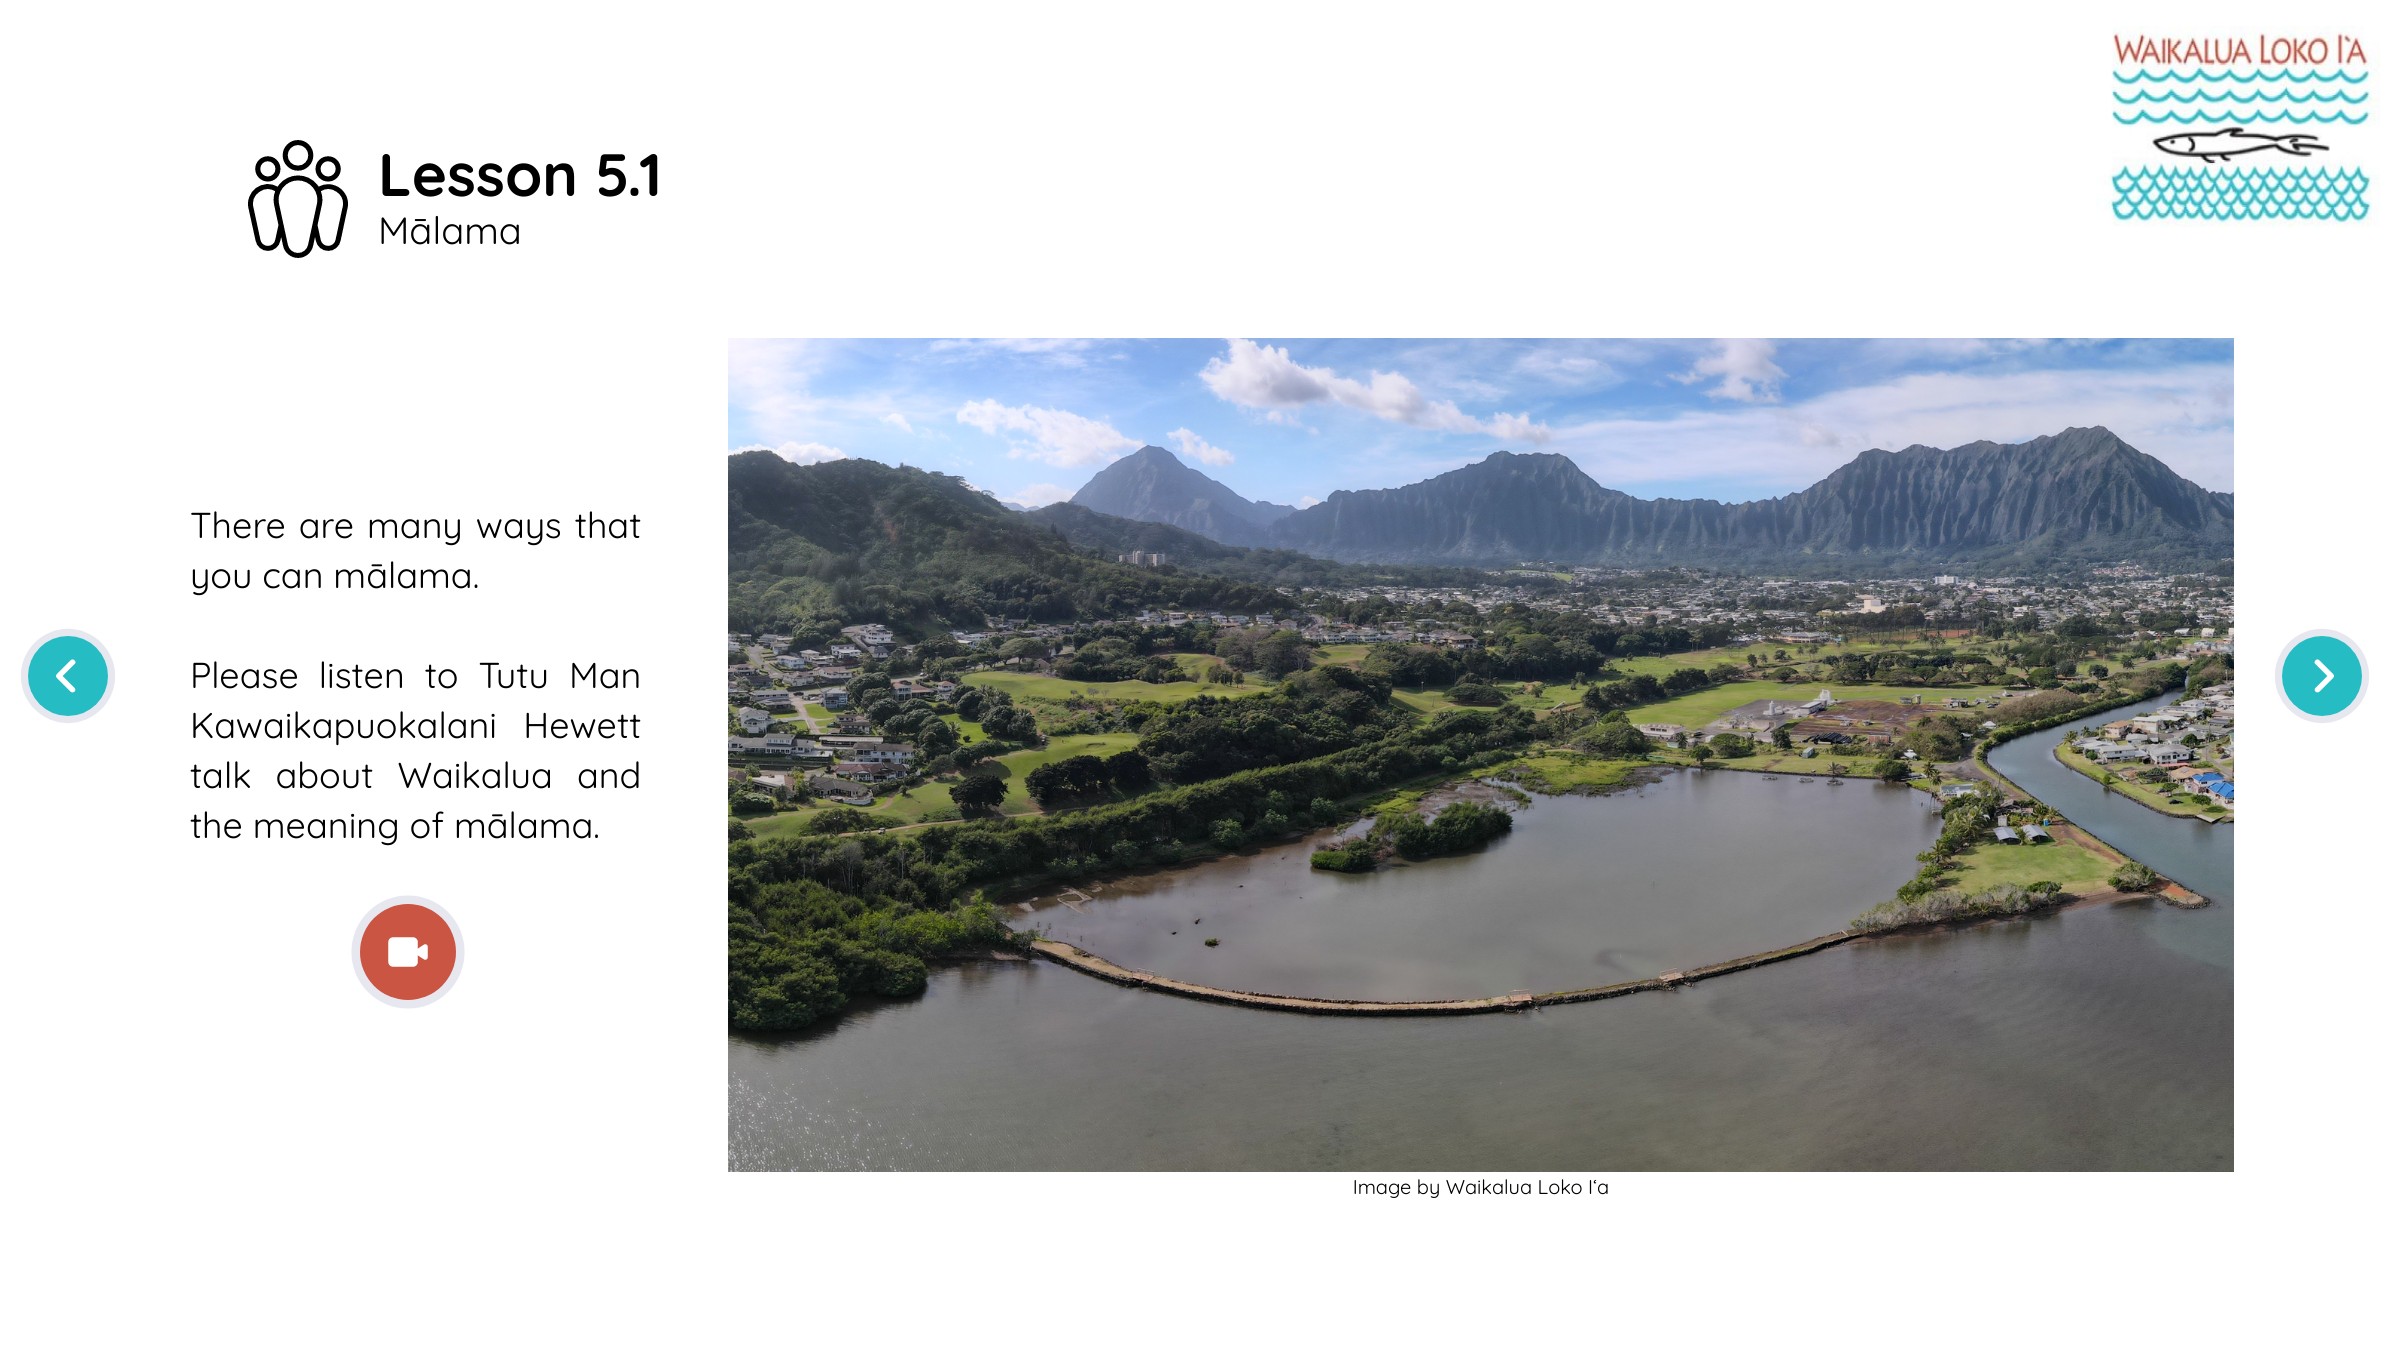 WAIKALUA LOKO I‘A
Lesson 5.1
Mālama
There are many ways that
you can mālama.
Please listen to Tutu Man
Kawaikapuokalani Hewett
talk about Waikalua and
the meaning of mālama.
Image by Waikalua Loko I‘a